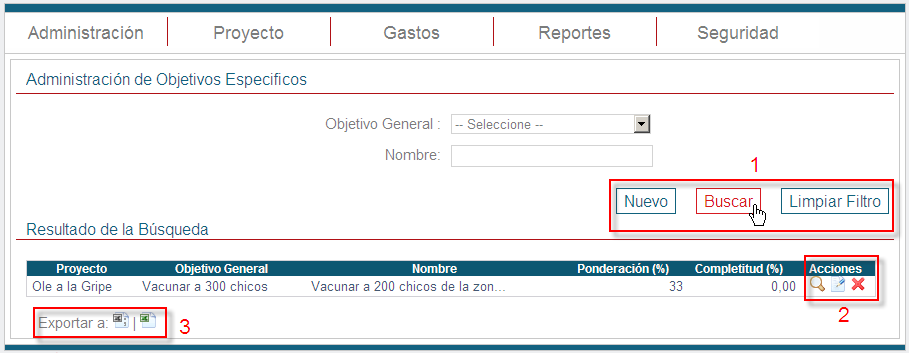 Administración Proyecto Gastos Reportes Seguridad
Administración de Objetivos Especificos
Objetivo General : -- Seleccione --
Nombre:
1
Nuevo Buscar Limpiar Filtro
Resultado de la Búsqueda
Proyecto Objetivo General Nombre Ponderación (%) Completitud (%) Acciones
Ole a la Gripe Vacunar a 300 chicos Vacunar a 200 chicos de la zon... 33 0,00
2
Exportar a: | 3